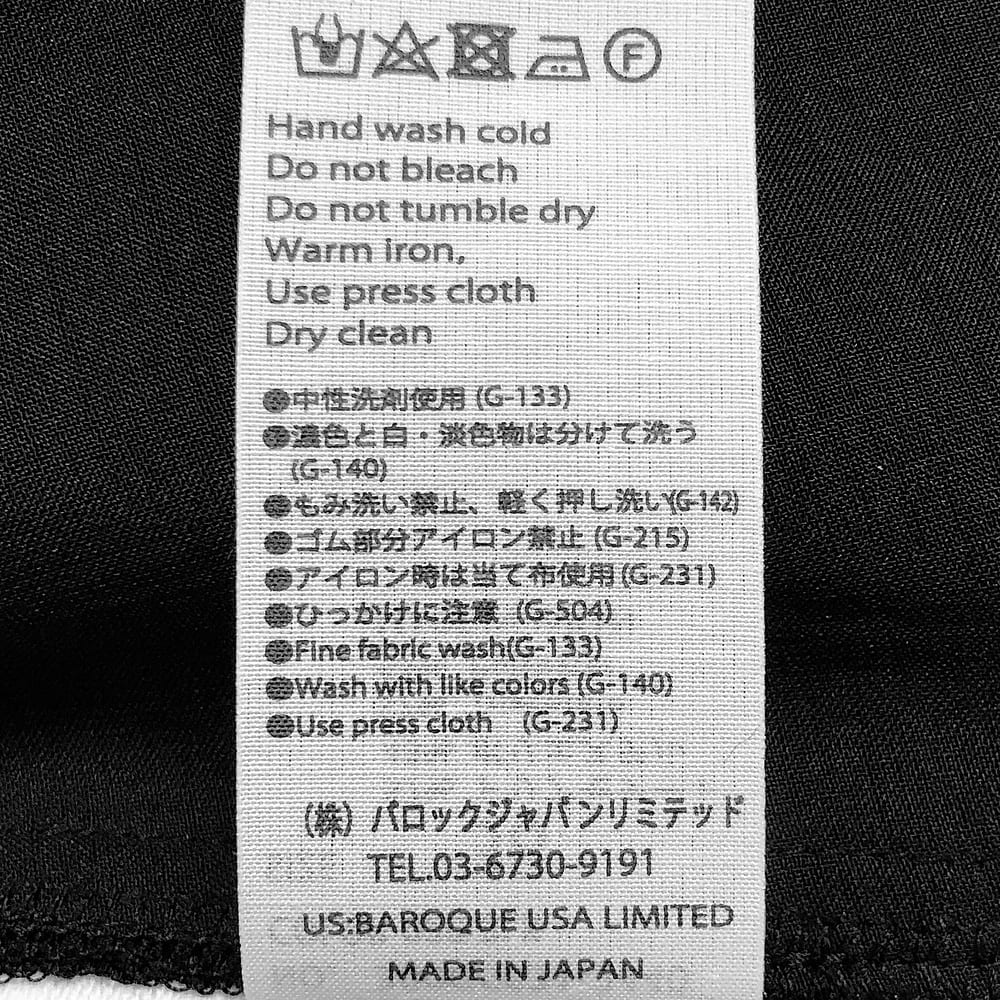 F
Hand wash cold
Do not bleach
Do not tumble dry
Warm iron,
Use press cloth
Dry clean
●中性洗剤使用 (G-133)
●濃色と白・淡色物は分けて洗う
(G-140)
●もみ洗い禁止、軽く押し洗い(G-142)
●ゴム部分アイロン禁止 (G-215)
●アイロン時は当て布使用 (G-231)
●ひっかけに注意 (G-504)
●Fine fabric wash(G-133)
●Wash with like colors (G-140)
●Use press cloth (G-231)
(株) バロックジャパンリミテッド
TEL.03-6730-9191
US:BAROQUE USA LIMITED
MADE IN JAPAN